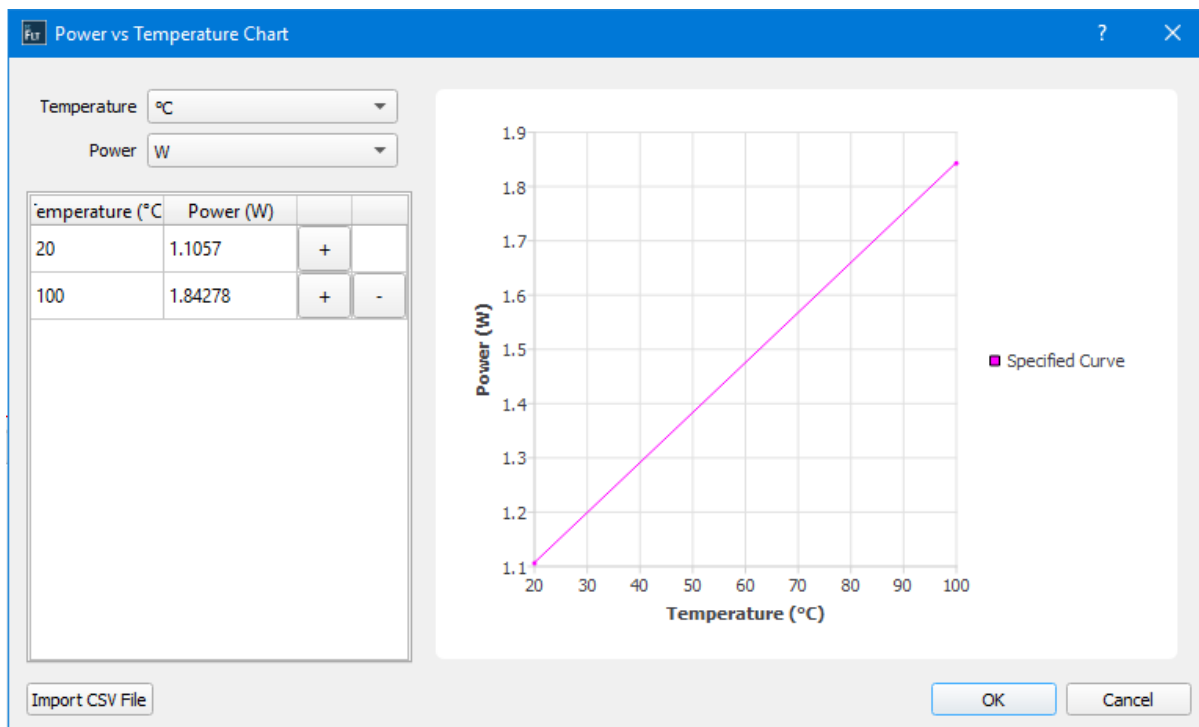 FLT Power vs Temperature Chart ? ×
Temperature °C
Power W
Temperature (°C Power (W)
20 1.1057 +
100 1.84278 + -
1.9
1.8
1.7
1.6
1.5
1.4
1.3
1.2
1.1
Power (W)
20 30 40 50 60 70 80 90 100
Temperature (°C)
Specified Curve
Import CSV File OK Cancel